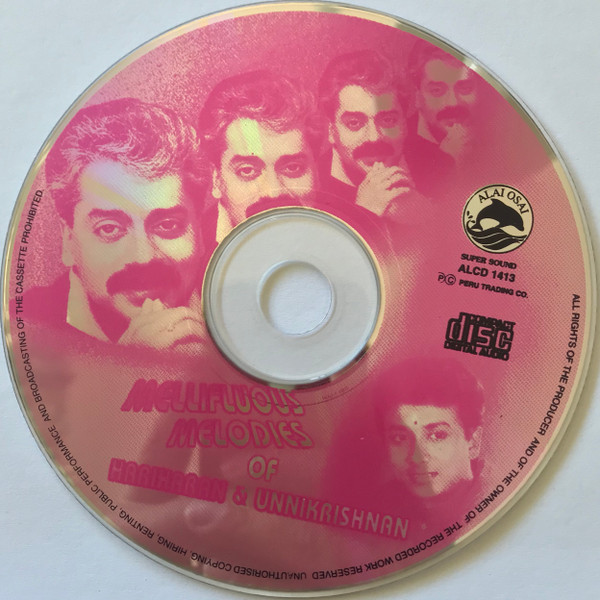 ALAI OSAI
SUPER SOUND
ALCD 1413
℗© PERU TRADING CO.
COMPACT
disc
DIGITAL AUDIO
MELLIFLUOUS
MELODIES
OF
HARIHARAN & UNNIKRISHNAN
ALL RIGHTS OF THE PRODUCER AND OF THE OWNER OF THE RECORDED WORK RESERVED. UNAUTHORISED COPYING, HIRING, RENTING, PUBLIC PERFORMANCE AND BROADCASTING OF THE CASSETTE PROHIBITED.